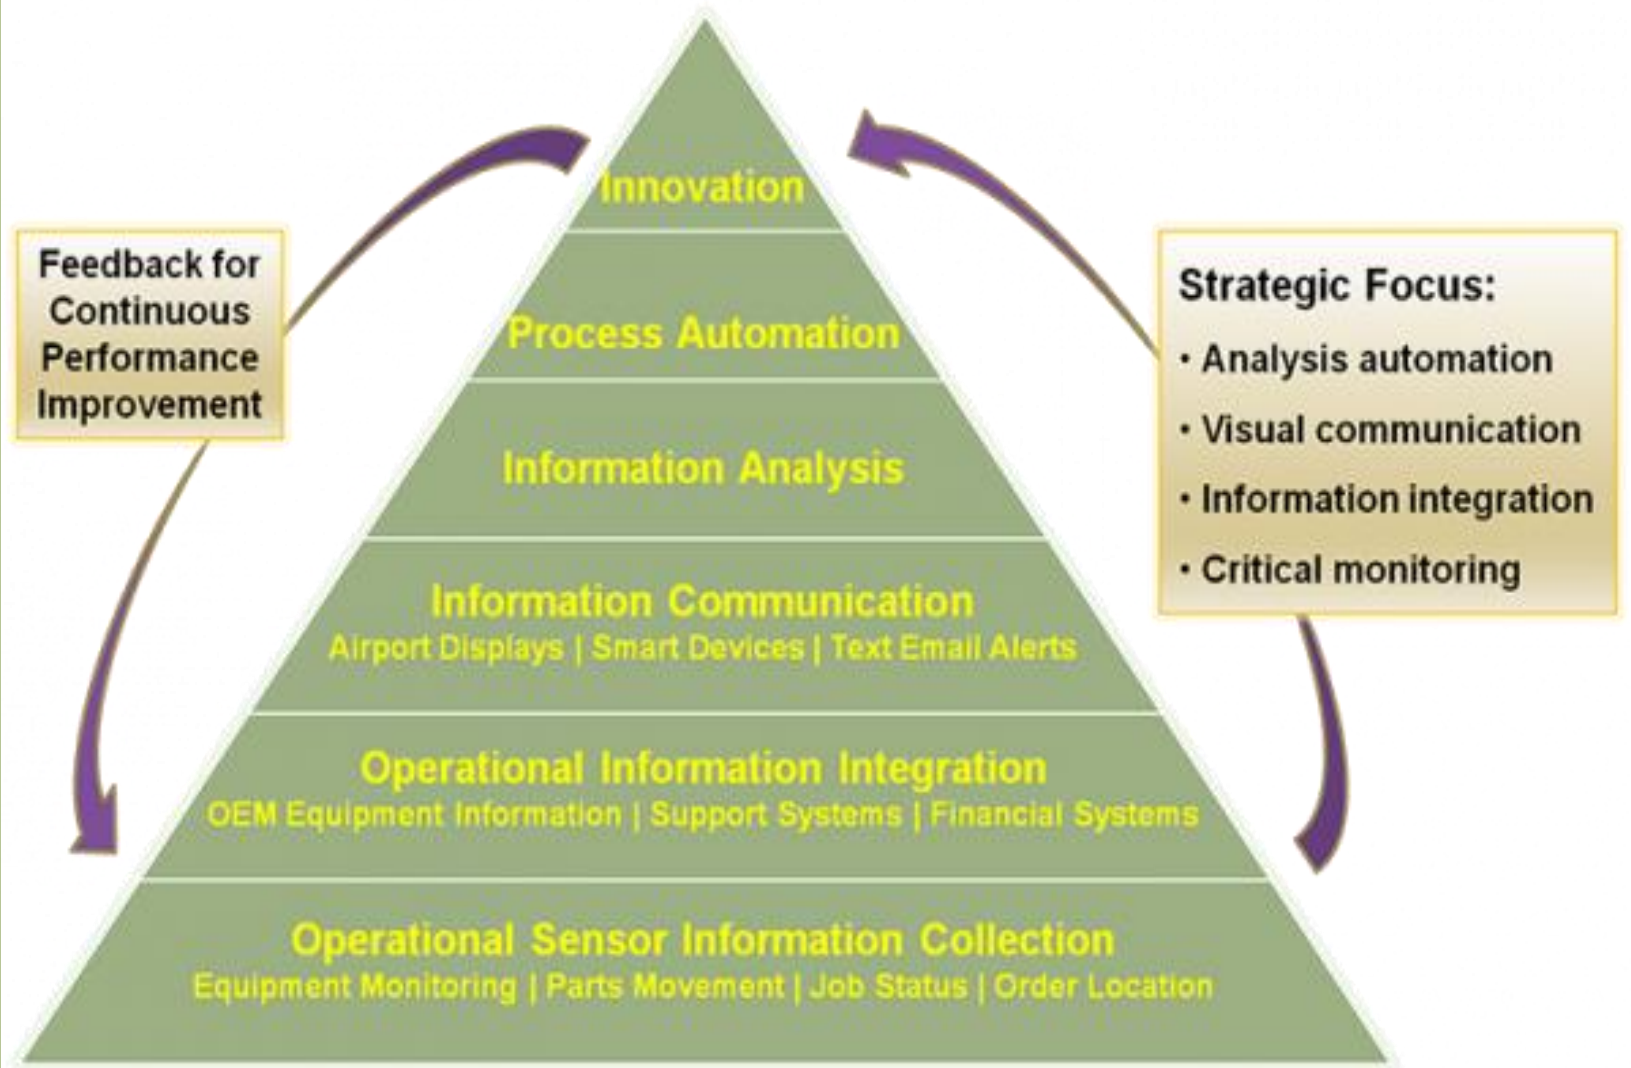 Innovation
Process Automation
Information Analysis
Information Communication
Airport Displays | Smart Devices | Text Email Alerts
Operational Information Integration
OEM Equipment Information | Support Systems | Financial Systems
Operational Sensor Information Collection
Equipment Monitoring | Parts Movement | Job Status | Order Location
Feedback for
Continuous
Performance
Improvement
Strategic Focus:
• Analysis automation
• Visual communication
• Information integration
• Critical monitoring